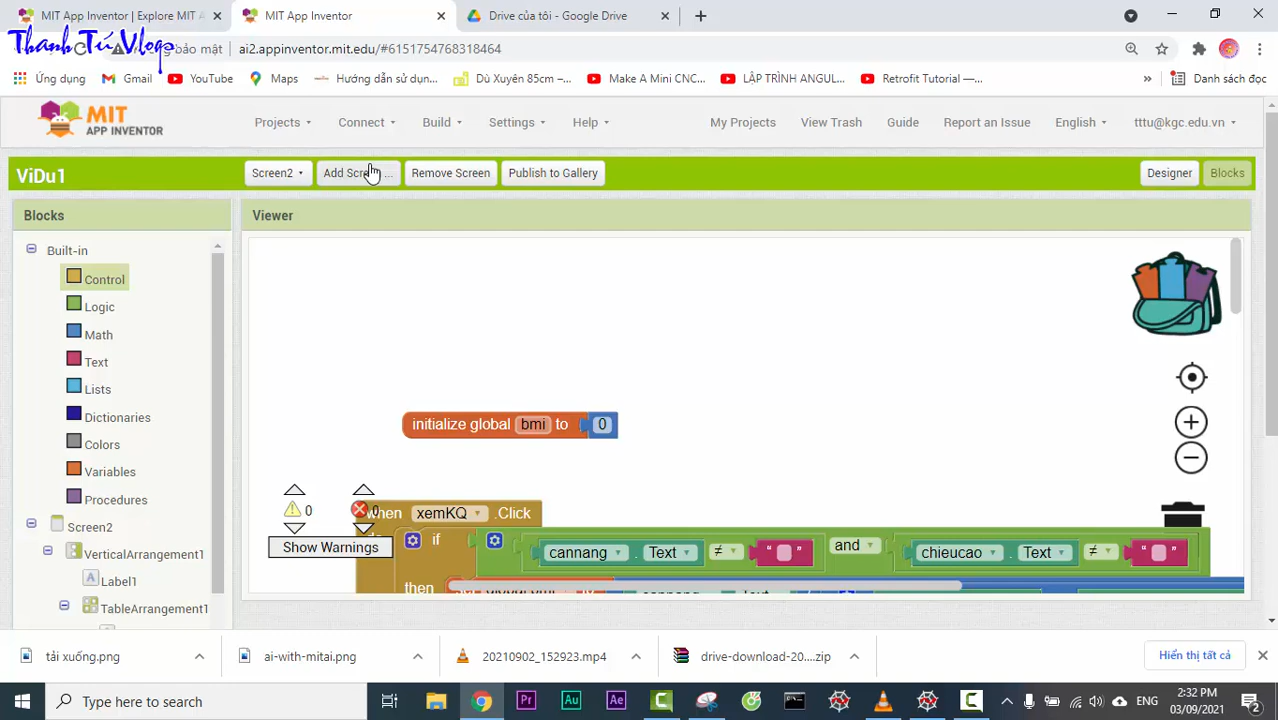 MIT App Inventor | Explore MIT A
MIT App Inventor
Drive của tôi - Google Drive
Thanh Tú Vlogs
bảo mật
ai2.appinventor.mit.edu/#6151754768318464
Ứng dụng
Gmail
YouTube
Maps
Hướng dẫn sử dụn...
Dù Xuyên 85cm –...
Make A Mini CNC...
LẬP TRÌNH ANGUL...
Retrofit Tutorial –...
»
Danh sách đọc
MIT
APP INVENTOR
Projects
Connect
Build
Settings
Help
My Projects
View Trash
Guide
Report an Issue
English
tttu@kgc.edu.vn
ViDu1
Screen2
Add Scr ...
Remove Screen
Publish to Gallery
Designer
Blocks
Blocks
Viewer
Built-in
Control
Logic
Math
Text
Lists
Dictionaries
Colors
Variables
Procedures
Screen2
VerticalArrangement1
Label1
TableArrangement1
initialize global bmi to 0
0
0
Show Warnings
when xemKQ .Click
if cannang . Text ≠ “ ” and chieucao . Text ≠ “ ”
then
tải xuống.png
ai-with-mitai.png
20210902_152923.mp4
drive-download-20....zip
Hiển thị tất cả
Type here to search
Pr
Au
Ae
ENG
2:32 PM
03/09/2021